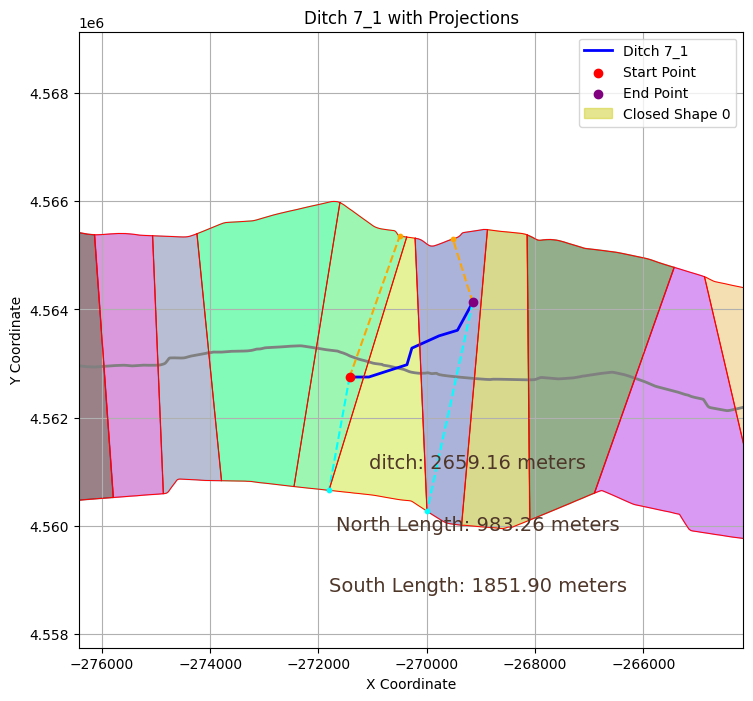 Ditch 7_1 with Projections
1e6
Ditch 7_1
Start Point
End Point
Closed Shape 0
4.568
4.566
4.564
4.562
4.560
4.558
Y Coordinate
ditch: 2659.16 meters
North Length: 983.26 meters
South Length: 1851.90 meters
−276000 −274000 −272000 −270000 −268000 −266000
X Coordinate